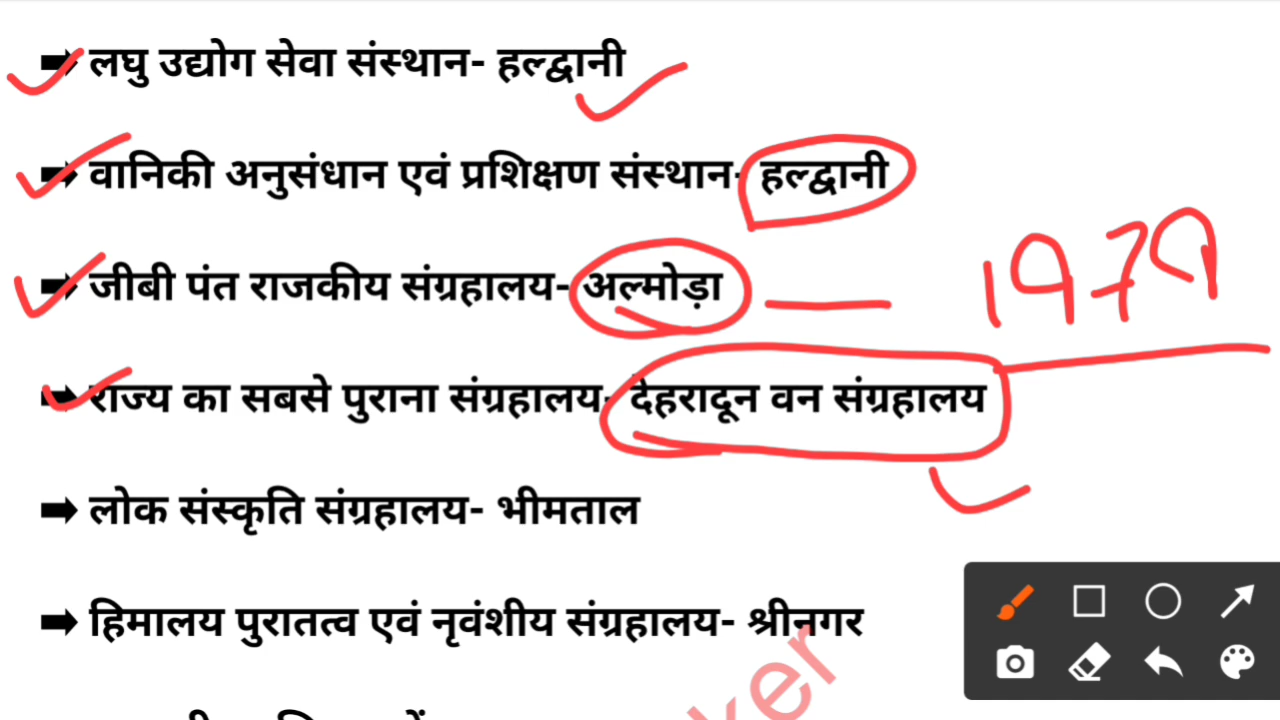 ➡ लघु उद्योग सेवा संस्थान- हल्द्वानी
➡ वानिकी अनुसंधान एवं प्रशिक्षण संस्थान- हल्द्वानी
➡ जीबी पंत राजकीय संग्रहालय- अल्मोड़ा 1979
➡ राज्य का सबसे पुराना संग्रहालय- देहरादून वन संग्रहालय
➡ लोक संस्कृति संग्रहालय- भीमताल
➡ हिमालय पुरातत्व एवं नृवंशीय संग्रहालय- श्रीनगर